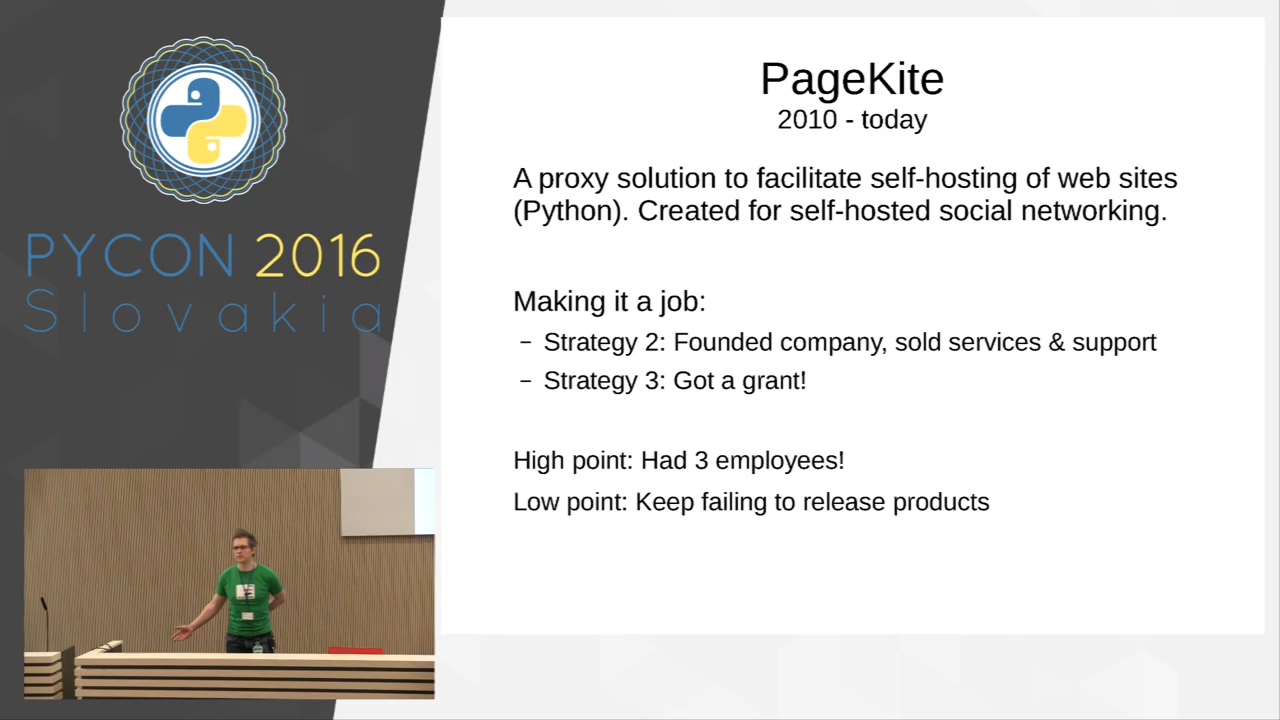 PYCON 2016
Slovakia
PageKite
2010 - today
A proxy solution to facilitate self-hosting of web sites
(Python). Created for self-hosted social networking.
Making it a job:
– Strategy 2: Founded company, sold services & support
– Strategy 3: Got a grant!
High point: Had 3 employees!
Low point: Keep failing to release products